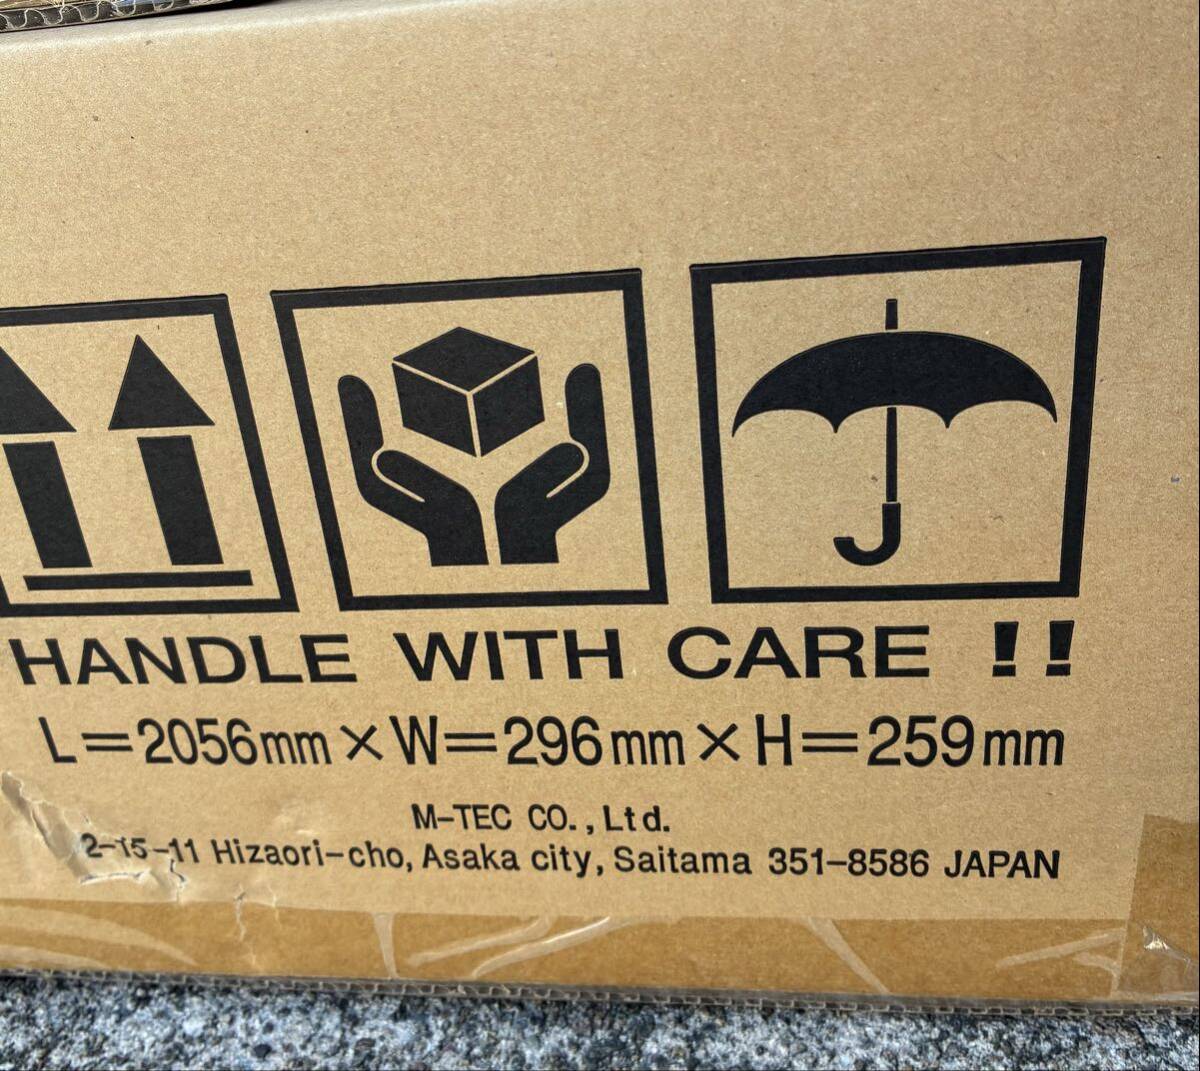 HANDLE WITH CARE !!
L=2056mm×W=296mm×H=259mm
M-TEC CO., Ltd.
2-15-11 Hizaori-cho, Asaka city, Saitama 351-8586 JAPAN